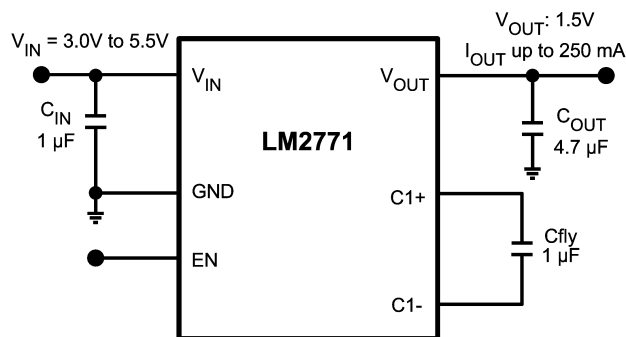 V_OUT: 1.5V
V_IN = 3.0V to 5.5V
I_OUT up to 250 mA
V_IN
V_OUT
C_IN
1 µF
LM2771
C_OUT
4.7 µF
GND
C1+
EN
Cfly
1 µF
C1-